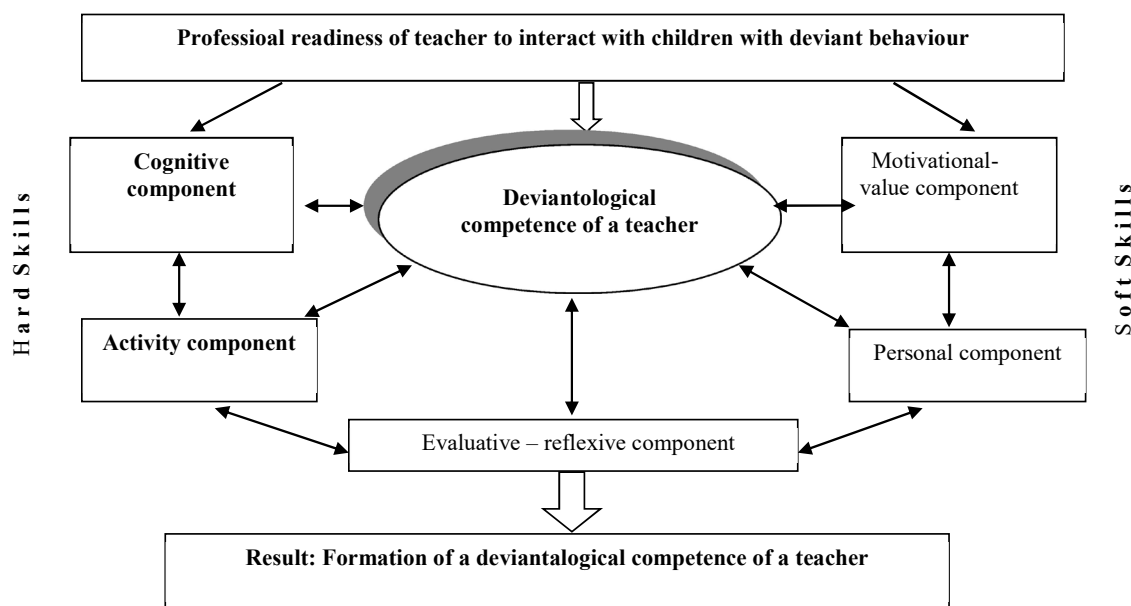 Professioal readiness of teacher to interact with children with deviant behaviour
Cognitive
component
Motivational-
value component
Deviantological
competence of a teacher
Hard Skills
Soft Skills
Activity component
Personal component
Evaluative – reflexive component
Result: Formation of a deviantalogical competence of a teacher